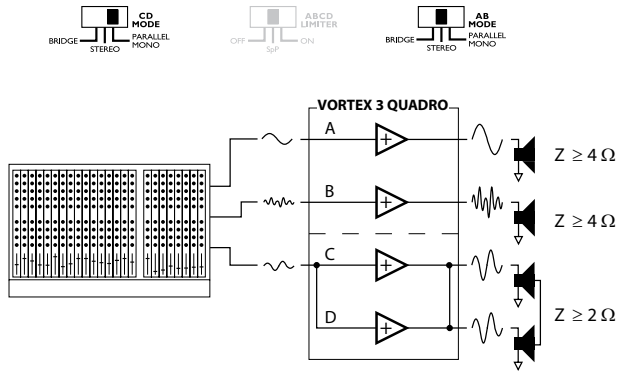 CD
MODE
BRIDGE
STEREO
PARALLEL
MONO
ABCD
LIMITER
OFF
SpP
ON
AB
MODE
BRIDGE
STEREO
PARALLEL
MONO
VORTEX 3 QUADRO
A
Z ≥ 4 Ω
B
Z ≥ 4 Ω
C
D
Z ≥ 2 Ω